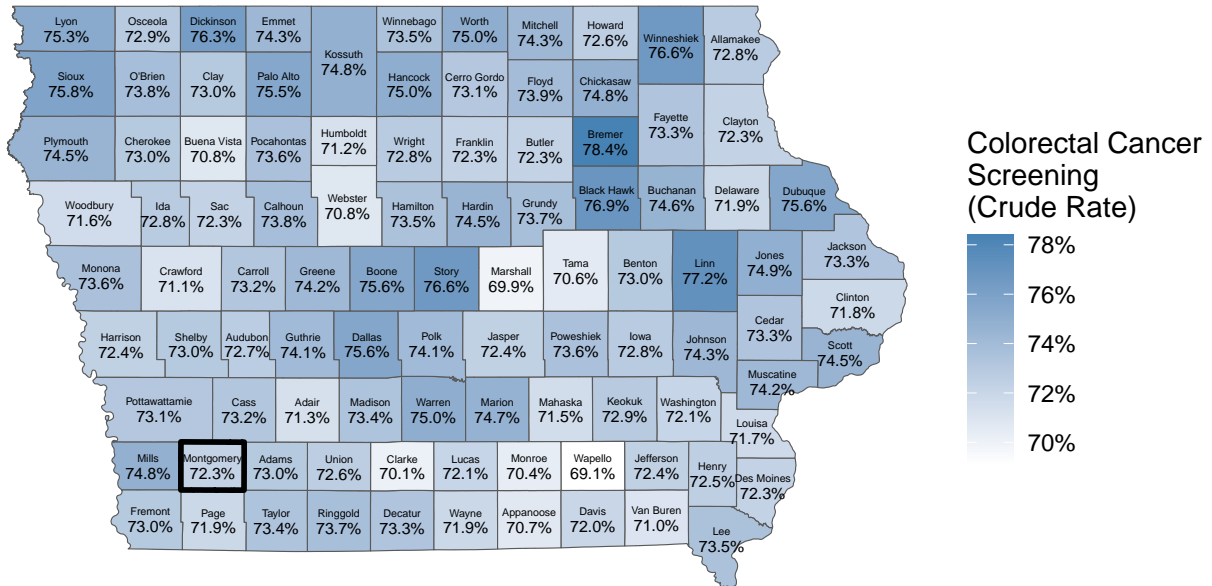 Lyon
75.3%
Osceola
72.9%
Dickinson
76.3%
Emmet
74.3%
Winnebago
73.5%
Worth
75.0%
Mitchell
74.3%
Howard
72.6%
Winneshiek
76.6%
Allamakee
72.8%
Kossuth
74.8%
Sioux
75.8%
O'Brien
73.8%
Clay
73.0%
Palo Alto
75.5%
Hancock
75.0%
Cerro Gordo
73.1%
Floyd
73.9%
Chickasaw
74.8%
Fayette
73.3%
Clayton
72.3%
Plymouth
74.5%
Cherokee
73.0%
Buena Vista
70.8%
Pocahontas
73.6%
Humboldt
71.2%
Wright
72.8%
Franklin
72.3%
Butler
72.3%
Bremer
78.4%
Woodbury
71.6%
Ida
72.8%
Sac
72.3%
Calhoun
73.8%
Webster
70.8%
Hamilton
73.5%
Hardin
74.5%
Grundy
73.7%
Black Hawk
76.9%
Buchanan
74.6%
Delaware
71.9%
Dubuque
75.6%
Monona
73.6%
Crawford
71.1%
Carroll
73.2%
Greene
74.2%
Boone
75.6%
Story
76.6%
Marshall
69.9%
Tama
70.6%
Benton
73.0%
Linn
77.2%
Jones
74.9%
Jackson
73.3%
Clinton
71.8%
Harrison
72.4%
Shelby
73.0%
Audubon
72.7%
Guthrie
74.1%
Dallas
75.6%
Polk
74.1%
Jasper
72.4%
Poweshiek
73.6%
Iowa
72.8%
Johnson
74.3%
Cedar
73.3%
Scott
74.5%
Muscatine
74.2%
Pottawattamie
73.1%
Cass
73.2%
Adair
71.3%
Madison
73.4%
Warren
75.0%
Marion
74.7%
Mahaska
71.5%
Keokuk
72.9%
Washington
72.1%
Louisa
71.7%
Mills
74.8%
Montgomery
72.3%
Adams
73.0%
Union
72.6%
Clarke
70.1%
Lucas
72.1%
Monroe
70.4%
Wapello
69.1%
Jefferson
72.4%
Henry
72.5%
Des Moines
72.3%
Fremont
73.0%
Page
71.9%
Taylor
73.4%
Ringgold
73.7%
Decatur
73.3%
Wayne
71.9%
Appanoose
70.7%
Davis
72.0%
Van Buren
71.0%
Lee
73.5%
Colorectal Cancer
Screening
(Crude Rate)
78%
76%
74%
72%
70%